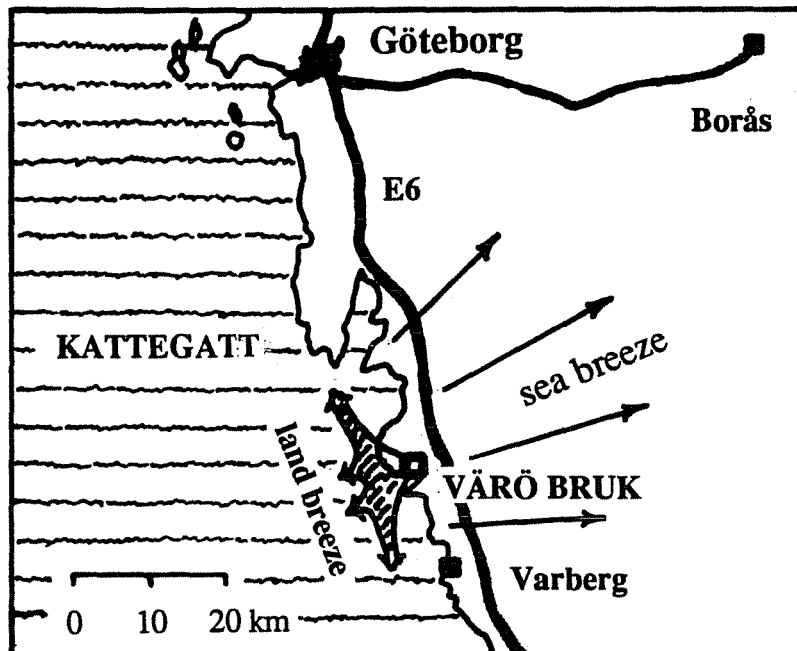 Göteborg
Borås
E6
KATTEGATT
sea breeze
land breeze
VÄRÖ BRUK
Varberg
0 10 20 km